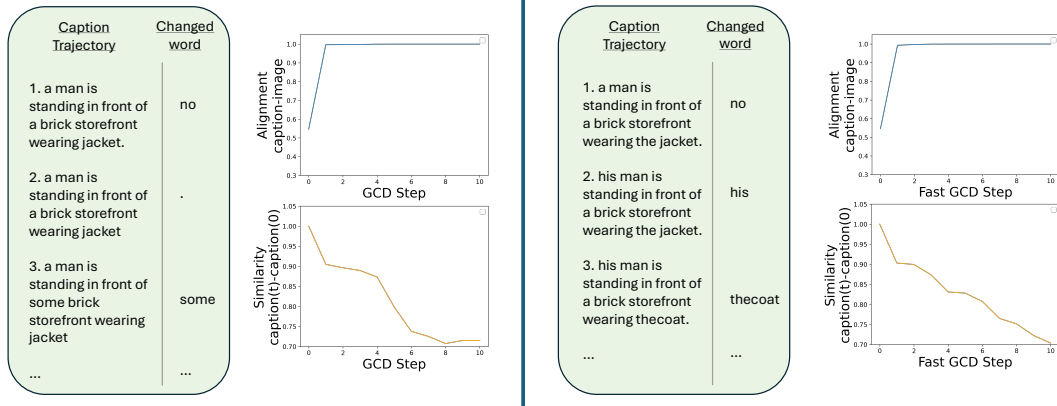 Caption
Trajectory
Changed
word
1. a man is
standing in front of
a brick storefront
wearing jacket.
no
2. a man is
standing in front of
a brick storefront
wearing jacket
.
3. a man is
standing in front of
some brick
storefront wearing
jacket
some
...
...
Alignment
caption-image
1.0
0.9
0.8
0.7
0.6
0.5
0.4
0.3
0 2 4 6 8 10
GCD Step
Similarity
caption(t)-caption(0)
1.05
1.00
0.95
0.90
0.85
0.80
0.75
0.70
0 2 4 6 8 10
GCD Step
Caption
Trajectory
Changed
word
1. a man is
standing in front of
a brick storefront
wearing the jacket.
no
2. his man is
standing in front of
a brick storefront
wearing the jacket.
his
3. his man is
standing in front of
a brick storefront
wearing thecoat.
thecoat
...
...
Alignment
caption-image
1.0
0.9
0.8
0.7
0.6
0.5
0.4
0.3
0 2 4 6 8 10
Fast GCD Step
Similarity
caption(t)-caption(0)
1.05
1.00
0.95
0.90
0.85
0.80
0.75
0.70
0 2 4 6 8 10
Fast GCD Step